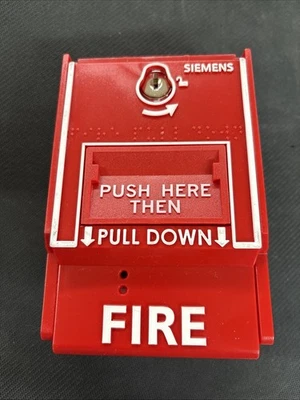 SIEMENS
PUSH HERE
THEN
PULL DOWN
FIRE